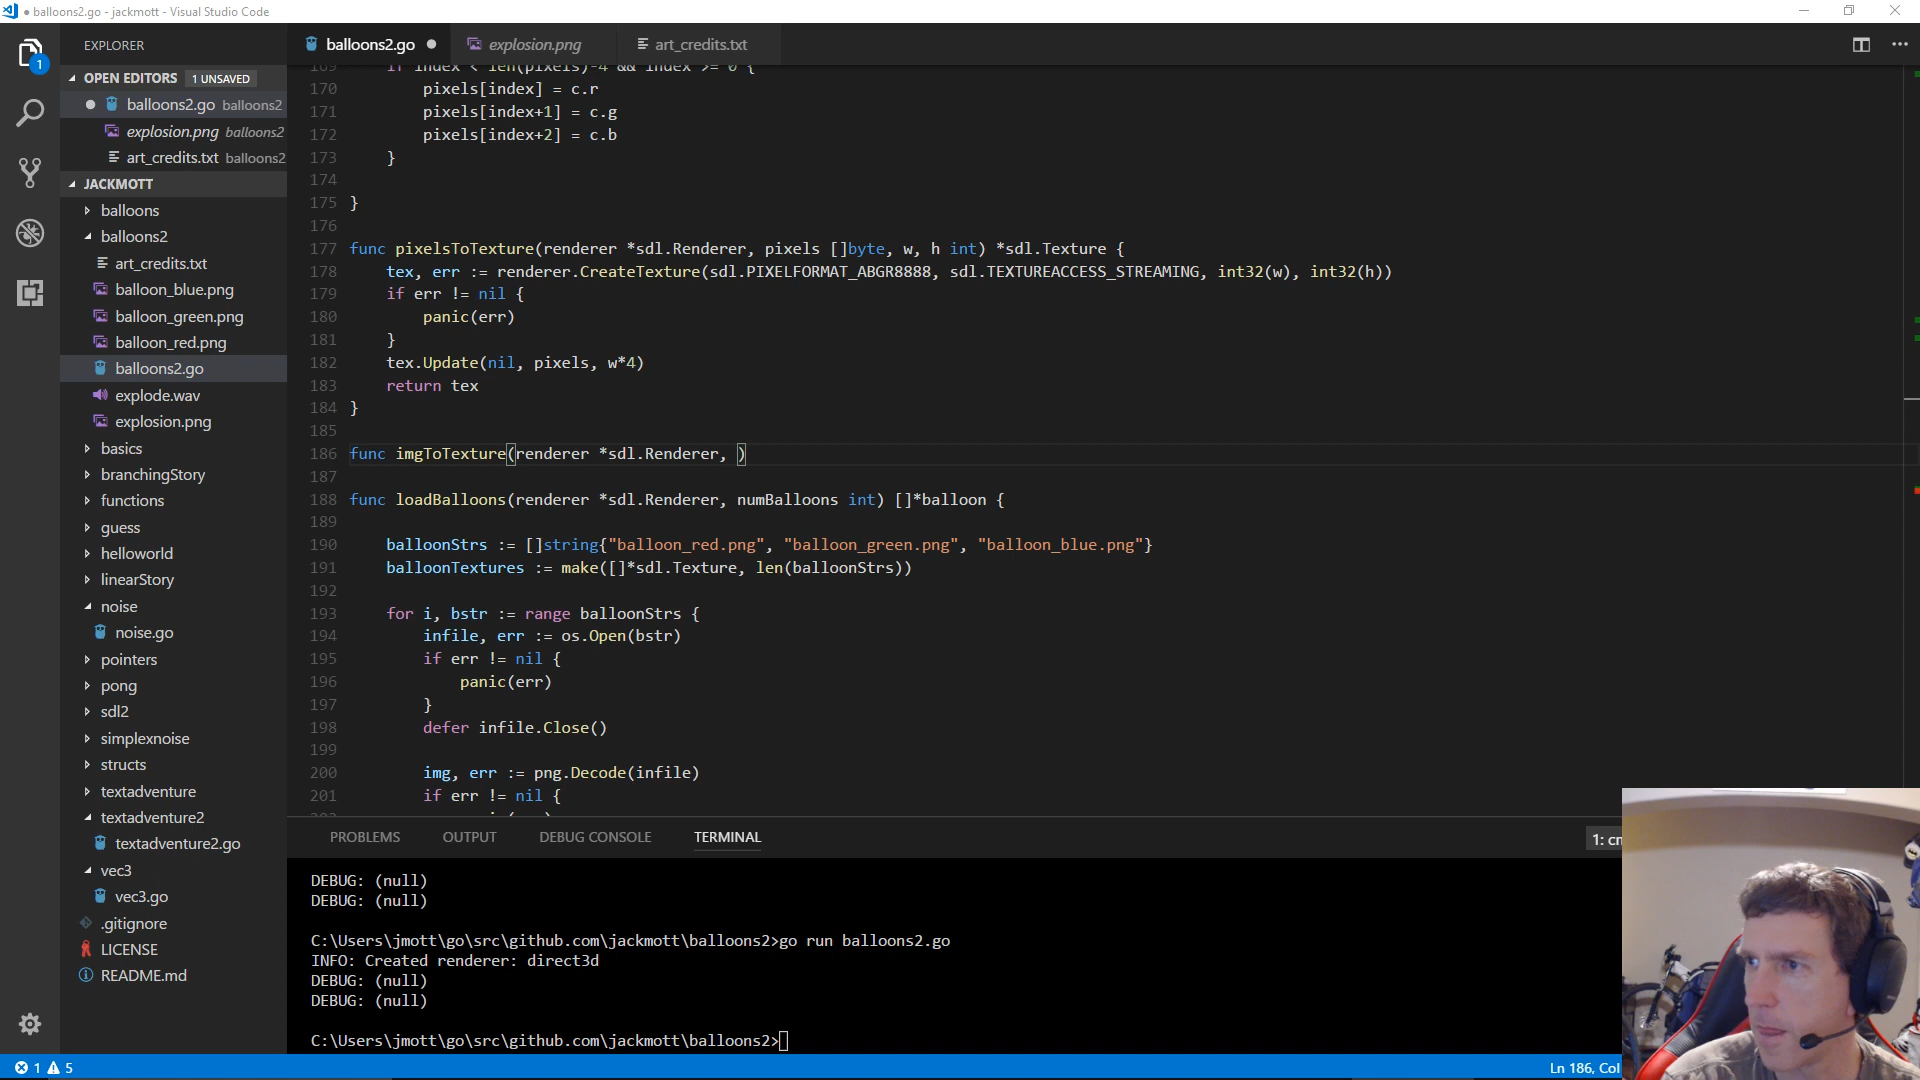 ● balloons2.go - jackmott - Visual Studio Code
EXPLORER
balloons2.go ●
explosion.png
art_credits.txt
OPEN EDITORS 1 UNSAVED
balloons2.go balloons2
explosion.png balloons2
art_credits.txt balloons2
JACKMOTT
balloons
balloons2
art_credits.txt
balloon_blue.png
balloon_green.png
balloon_red.png
balloons2.go
explode.wav
explosion.png
basics
branchingStory
functions
guess
helloworld
linearStory
noise
noise.go
pointers
pong
sdl2
simplexnoise
structs
textadventure
textadventure2
textadventure2.go
vec3
vec3.go
.gitignore
LICENSE
README.md
1
169 if index < len(pixels)-4 && index >= 0 {
170 pixels[index] = c.r
171 pixels[index+1] = c.g
172 pixels[index+2] = c.b
173 }
174
175 }
176
177 func pixelsToTexture(renderer *sdl.Renderer, pixels []byte, w, h int) *sdl.Texture {
178 tex, err := renderer.CreateTexture(sdl.PIXELFORMAT_ABGR8888, sdl.TEXTUREACCESS_STREAMING, int32(w), int32(h))
179 if err != nil {
180 panic(err)
181 }
182 tex.Update(nil, pixels, w*4)
183 return tex
184 }
185
186 func imgToTexture(renderer *sdl.Renderer, )
187
188 func loadBalloons(renderer *sdl.Renderer, numBalloons int) []*balloon {
189
190 balloonStrs := []string{"balloon_red.png", "balloon_green.png", "balloon_blue.png"}
191 balloonTextures := make([]*sdl.Texture, len(balloonStrs))
192
193 for i, bstr := range balloonStrs {
194 infile, err := os.Open(bstr)
195 if err != nil {
196 panic(err)
197 }
198 defer infile.Close()
199
200 img, err := png.Decode(infile)
201 if err != nil {
PROBLEMS OUTPUT DEBUG CONSOLE TERMINAL
1: cm
DEBUG: (null)
DEBUG: (null)
C:\Users\jmott\go\src\github.com\jackmott\balloons2>go run balloons2.go
INFO: Created renderer: direct3d
DEBUG: (null)
DEBUG: (null)
C:\Users\jmott\go\src\github.com\jackmott\balloons2>
1 5
Ln 186, Col